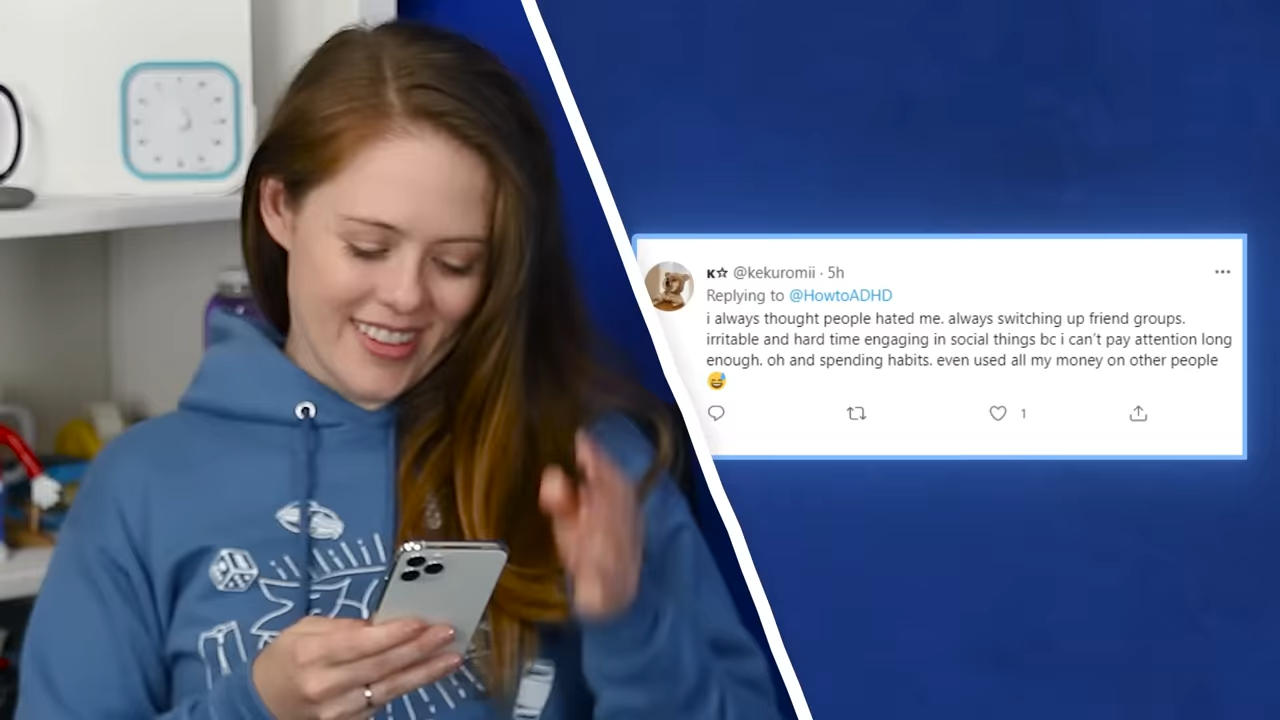 K☆ @kekuromii · 5h
Replying to @HowtoADHD
i always thought people hated me. always switching up friend groups.
irritable and hard time engaging in social things bc i can't pay attention long
enough. oh and spending habits. even used all my money on other people
😅
1